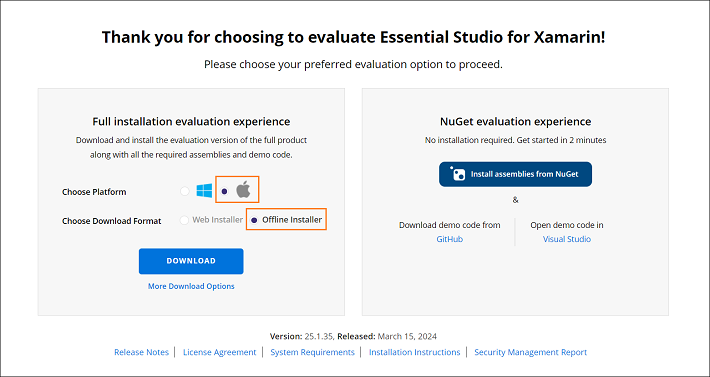 Thank you for choosing to evaluate Essential Studio for Xamarin!
Please choose your preferred evaluation option to proceed.
Full installation evaluation experience
Download and install the evaluation version of the full product
along with all the required assemblies and demo code.
Choose Platform
Choose Download Format
Web Installer
Offline Installer
DOWNLOAD
More Download Options
NuGet evaluation experience
No installation required. Get started in 2 minutes
Install assemblies from NuGet
&
Download demo code from
GitHub
Open demo code in
Visual Studio
Version: 25.1.35, Released: March 15, 2024
Release Notes | License Agreement | System Requirements | Installation Instructions | Security Management Report